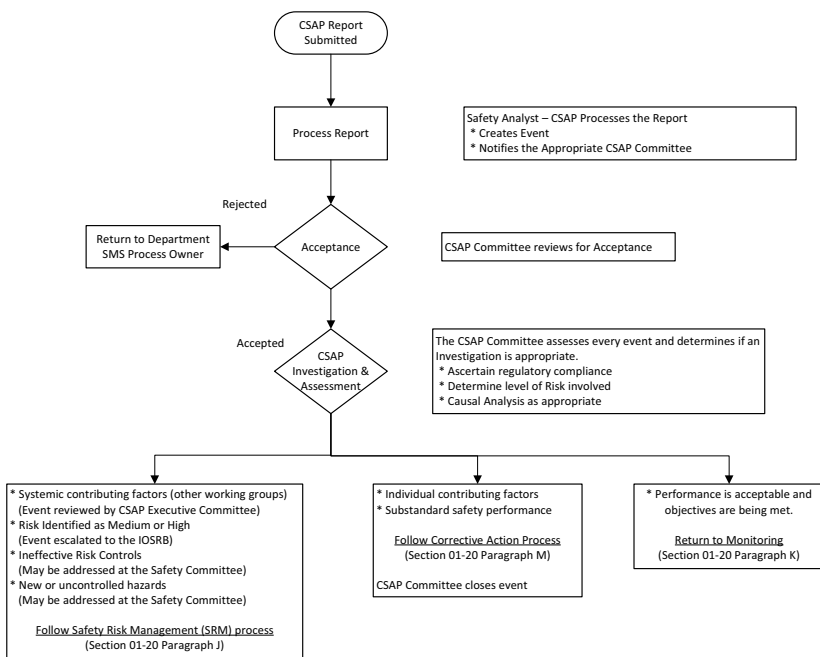 CSAP Report
Submitted
Process Report
Safety Analyst – CSAP Processes the Report
* Creates Event
* Notifies the Appropriate CSAP Committee
Rejected
Return to Department
SMS Process Owner
Acceptance
CSAP Committee reviews for Acceptance
Accepted
CSAP
Investigation &
Assessment
The CSAP Committee assesses every event and determines if an
Investigation is appropriate.
* Ascertain regulatory compliance
* Determine level of Risk involved
* Causal Analysis as appropriate
* Systemic contributing factors (other working groups)
(Event reviewed by CSAP Executive Committee)
* Risk Identified as Medium or High
(Event escalated to the IOSRB)
* Ineffective Risk Controls
(May be addressed at the Safety Committee)
* New or uncontrolled hazards
(May be addressed at the Safety Committee)
Follow Safety Risk Management (SRM) process
(Section 01-20 Paragraph J)
* Individual contributing factors
* Substandard safety performance
Follow Corrective Action Process
(Section 01-20 Paragraph M)
CSAP Committee closes event
* Performance is acceptable and
objectives are being met.
Return to Monitoring
(Section 01-20 Paragraph K)